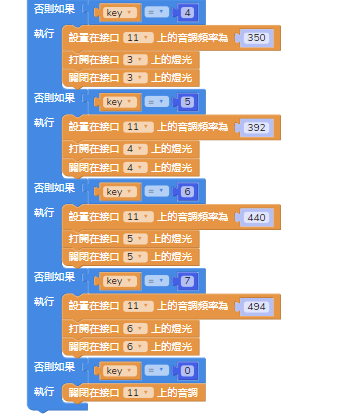 否則如果 key = 4
執行 設置在接口 11 上的音調頻率為 350
打開在接口 3 上的燈光
關閉在接口 3 上的燈光
否則如果 key = 5
執行 設置在接口 11 上的音調頻率為 392
打開在接口 4 上的燈光
關閉在接口 4 上的燈光
否則如果 key = 6
執行 設置在接口 11 上的音調頻率為 440
打開在接口 5 上的燈光
關閉在接口 5 上的燈光
否則如果 key = 7
執行 設置在接口 11 上的音調頻率為 494
打開在接口 6 上的燈光
關閉在接口 6 上的燈光
否則如果 key = 0
執行 關閉在接口 11 上的音調